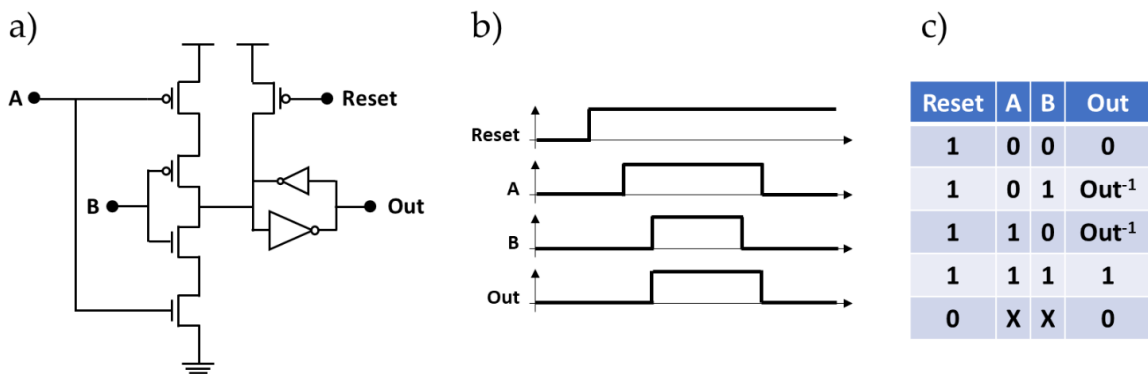 a)
A
Reset
B
Out
b)
Reset
A
B
Out
c)
Reset A B Out
1 0 0 0
1 0 1 Out⁻¹
1 1 0 Out⁻¹
1 1 1 1
0 X X 0